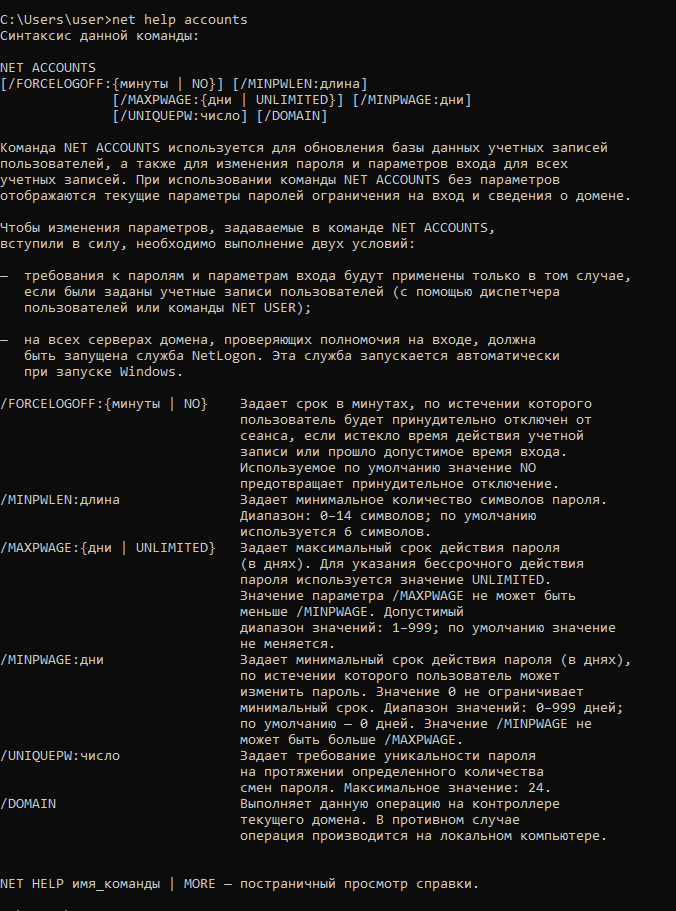 C:\Users\user>net help accounts
Синтаксис данной команды:

NET ACCOUNTS
[/FORCELOGOFF:{минуты | NO}] [/MINPWLEN:длина]
              [/MAXPWAGE:{дни | UNLIMITED}] [/MINPWAGE:дни]
              [/UNIQUEPW:число] [/DOMAIN]

Команда NET ACCOUNTS используется для обновления базы данных учетных записей
пользователей, а также для изменения пароля и параметров входа для всех
учетных записей. При использовании команды NET ACCOUNTS без параметров
отображаются текущие параметры паролей ограничения на вход и сведения о домене.

Чтобы изменения параметров, задаваемые в команде NET ACCOUNTS,
вступили в силу, необходимо выполнение двух условий:

–  требования к паролям и параметрам входа будут применены только в том случае,
   если были заданы учетные записи пользователей (с помощью диспетчера
   пользователей или команды NET USER);

–  на всех серверах домена, проверяющих полномочия на входе, должна
   быть запущена служба NetLogon. Эта служба запускается автоматически
   при запуске Windows.

/FORCELOGOFF:{минуты | NO}    Задает срок в минутах, по истечении которого
                              пользователь будет принудительно отключен от
                              сеанса, если истекло время действия учетной
                              записи или прошло допустимое время входа.
                              Используемое по умолчанию значение NO
                              предотвращает принудительное отключение.
/MINPWLEN:длина               Задает минимальное количество символов пароля.
                              Диапазон: 0–14 символов; по умолчанию
                              используется 6 символов.
/MAXPWAGE:{дни | UNLIMITED}   Задает максимальный срок действия пароля
                              (в днях). Для указания бессрочного действия
                              пароля используется значение UNLIMITED.
                              Значение параметра /MAXPWAGE не может быть
                              меньше /MINPWAGE. Допустимый
                              диапазон значений: 1–999; по умолчанию значение
                              не меняется.
/MINPWAGE:дни                 Задает минимальный срок действия пароля (в днях),
                              по истечении которого пользователь может
                              изменить пароль. Значение 0 не ограничивает
                              минимальный срок. Диапазон значений: 0–999 дней;
                              по умолчанию – 0 дней. Значение /MINPWAGE не
                              может быть больше /MAXPWAGE.
/UNIQUEPW:число               Задает требование уникальности пароля
                              на протяжении определенного количества
                              смен пароля. Максимальное значение: 24.
/DOMAIN                       Выполняет данную операцию на контроллере
                              текущего домена. В противном случае
                              операция производится на локальном компьютере.


NET HELP имя_команды | MORE – постраничный просмотр справки.